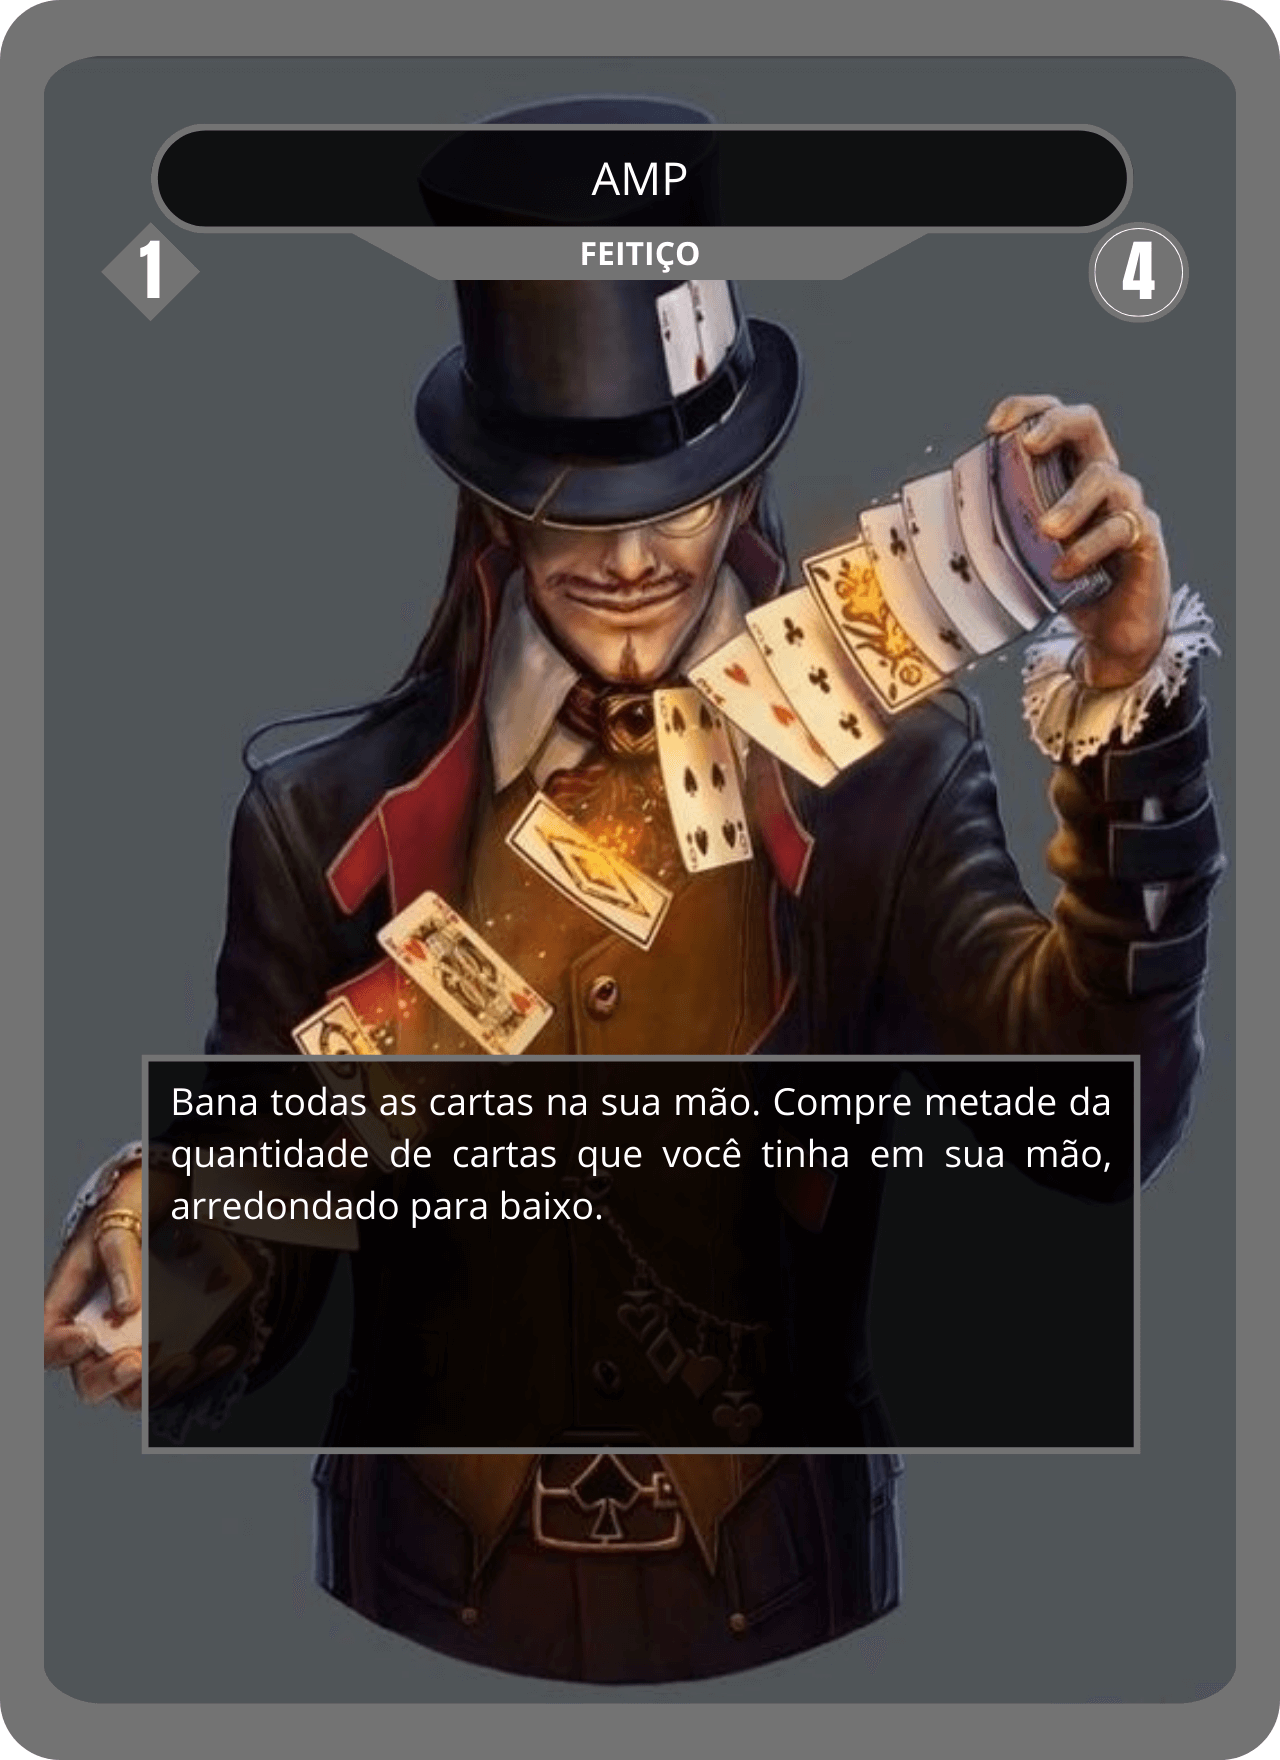 AMP
FEITIÇO
1
4
Bana todas as cartas na sua mão. Compre metade da
quantidade de cartas que você tinha em sua mão,
arredondado para baixo.